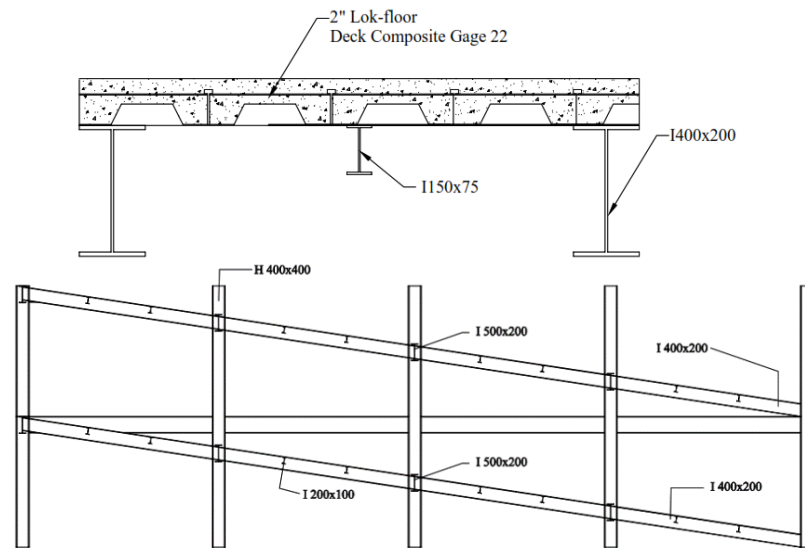 2" Lok-floor
Deck Composite Gage 22
I400x200
I150x75
H 400x400
I 500x200
I 400x200
I 500x200
I 200x100
I 400x200